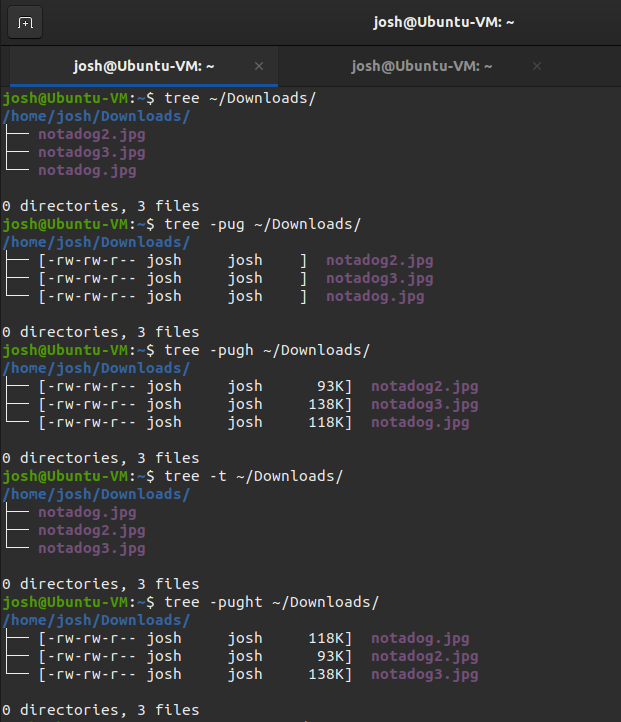 josh@Ubuntu-VM: ~
josh@Ubuntu-VM: ~ × josh@Ubuntu-VM: ~ ×
josh@Ubuntu-VM:~$ tree ~/Downloads/
/home/josh/Downloads/
├── notadog2.jpg
├── notadog3.jpg
└── notadog.jpg
0 directories, 3 files
josh@Ubuntu-VM:~$ tree -pug ~/Downloads/
/home/josh/Downloads/
├── [-rw-rw-r-- josh     josh    ]  notadog2.jpg
├── [-rw-rw-r-- josh     josh    ]  notadog3.jpg
└── [-rw-rw-r-- josh     josh    ]  notadog.jpg
0 directories, 3 files
josh@Ubuntu-VM:~$ tree -pugh ~/Downloads/
/home/josh/Downloads/
├── [-rw-rw-r-- josh     josh      93K]  notadog2.jpg
├── [-rw-rw-r-- josh     josh     138K]  notadog3.jpg
└── [-rw-rw-r-- josh     josh     118K]  notadog.jpg
0 directories, 3 files
josh@Ubuntu-VM:~$ tree -t ~/Downloads/
/home/josh/Downloads/
├── notadog.jpg
├── notadog2.jpg
└── notadog3.jpg
0 directories, 3 files
josh@Ubuntu-VM:~$ tree -pught ~/Downloads/
/home/josh/Downloads/
├── [-rw-rw-r-- josh     josh     118K]  notadog.jpg
├── [-rw-rw-r-- josh     josh      93K]  notadog2.jpg
└── [-rw-rw-r-- josh     josh     138K]  notadog3.jpg
0 directories, 3 files